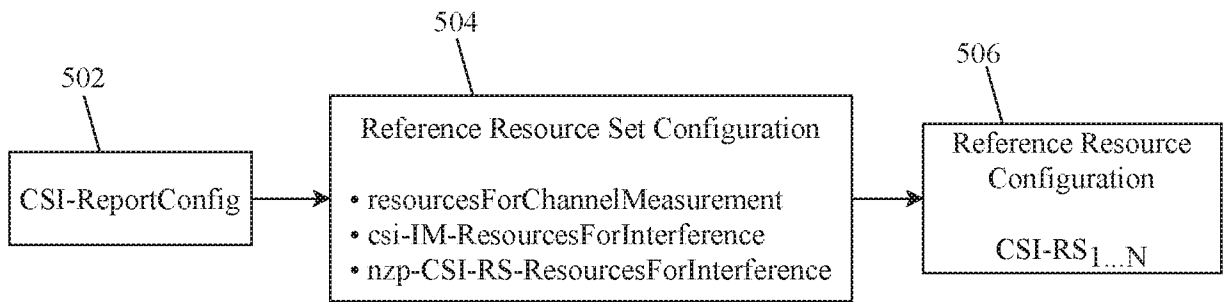 502
CSI-ReportConfig
504
Reference Resource Set Configuration
• resourcesForChannelMeasurement
• csi-IM-ResourcesForInterference
• nzp-CSI-RS-ResourcesForInterference
506
Reference Resource
Configuration
CSI-RS1...N